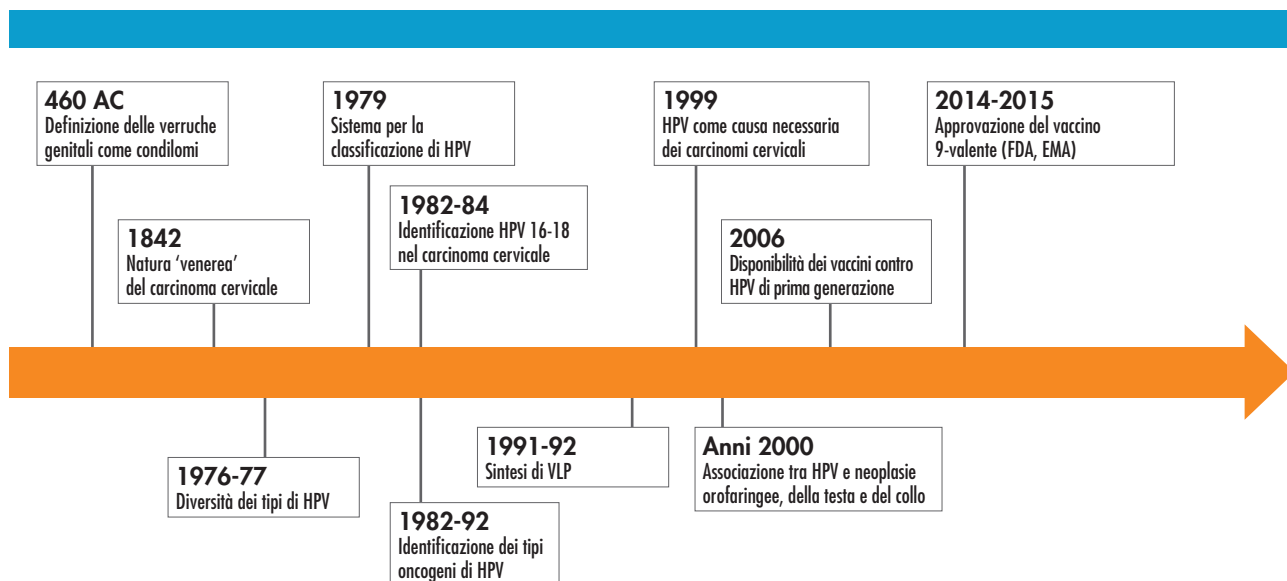 460 AC
Definizione delle verruche
genitali come condilomi
1842
Natura ‘venerea’
del carcinoma cervicale
1976-77
Diversità dei tipi di HPV
1979
Sistema per la
classificazione di HPV
1982-84
Identificazione HPV 16-18
nel carcinoma cervicale
1982-92
Identificazione dei tipi
oncogeni di HPV
1991-92
Sintesi di VLP
1999
HPV come causa necessaria
dei carcinomi cervicali
Anni 2000
Associazione tra HPV e neoplasie
orofaringee, della testa e del collo
2006
Disponibilità dei vaccini contro
HPV di prima generazione
2014-2015
Approvazione del vaccino
9-valente (FDA, EMA)